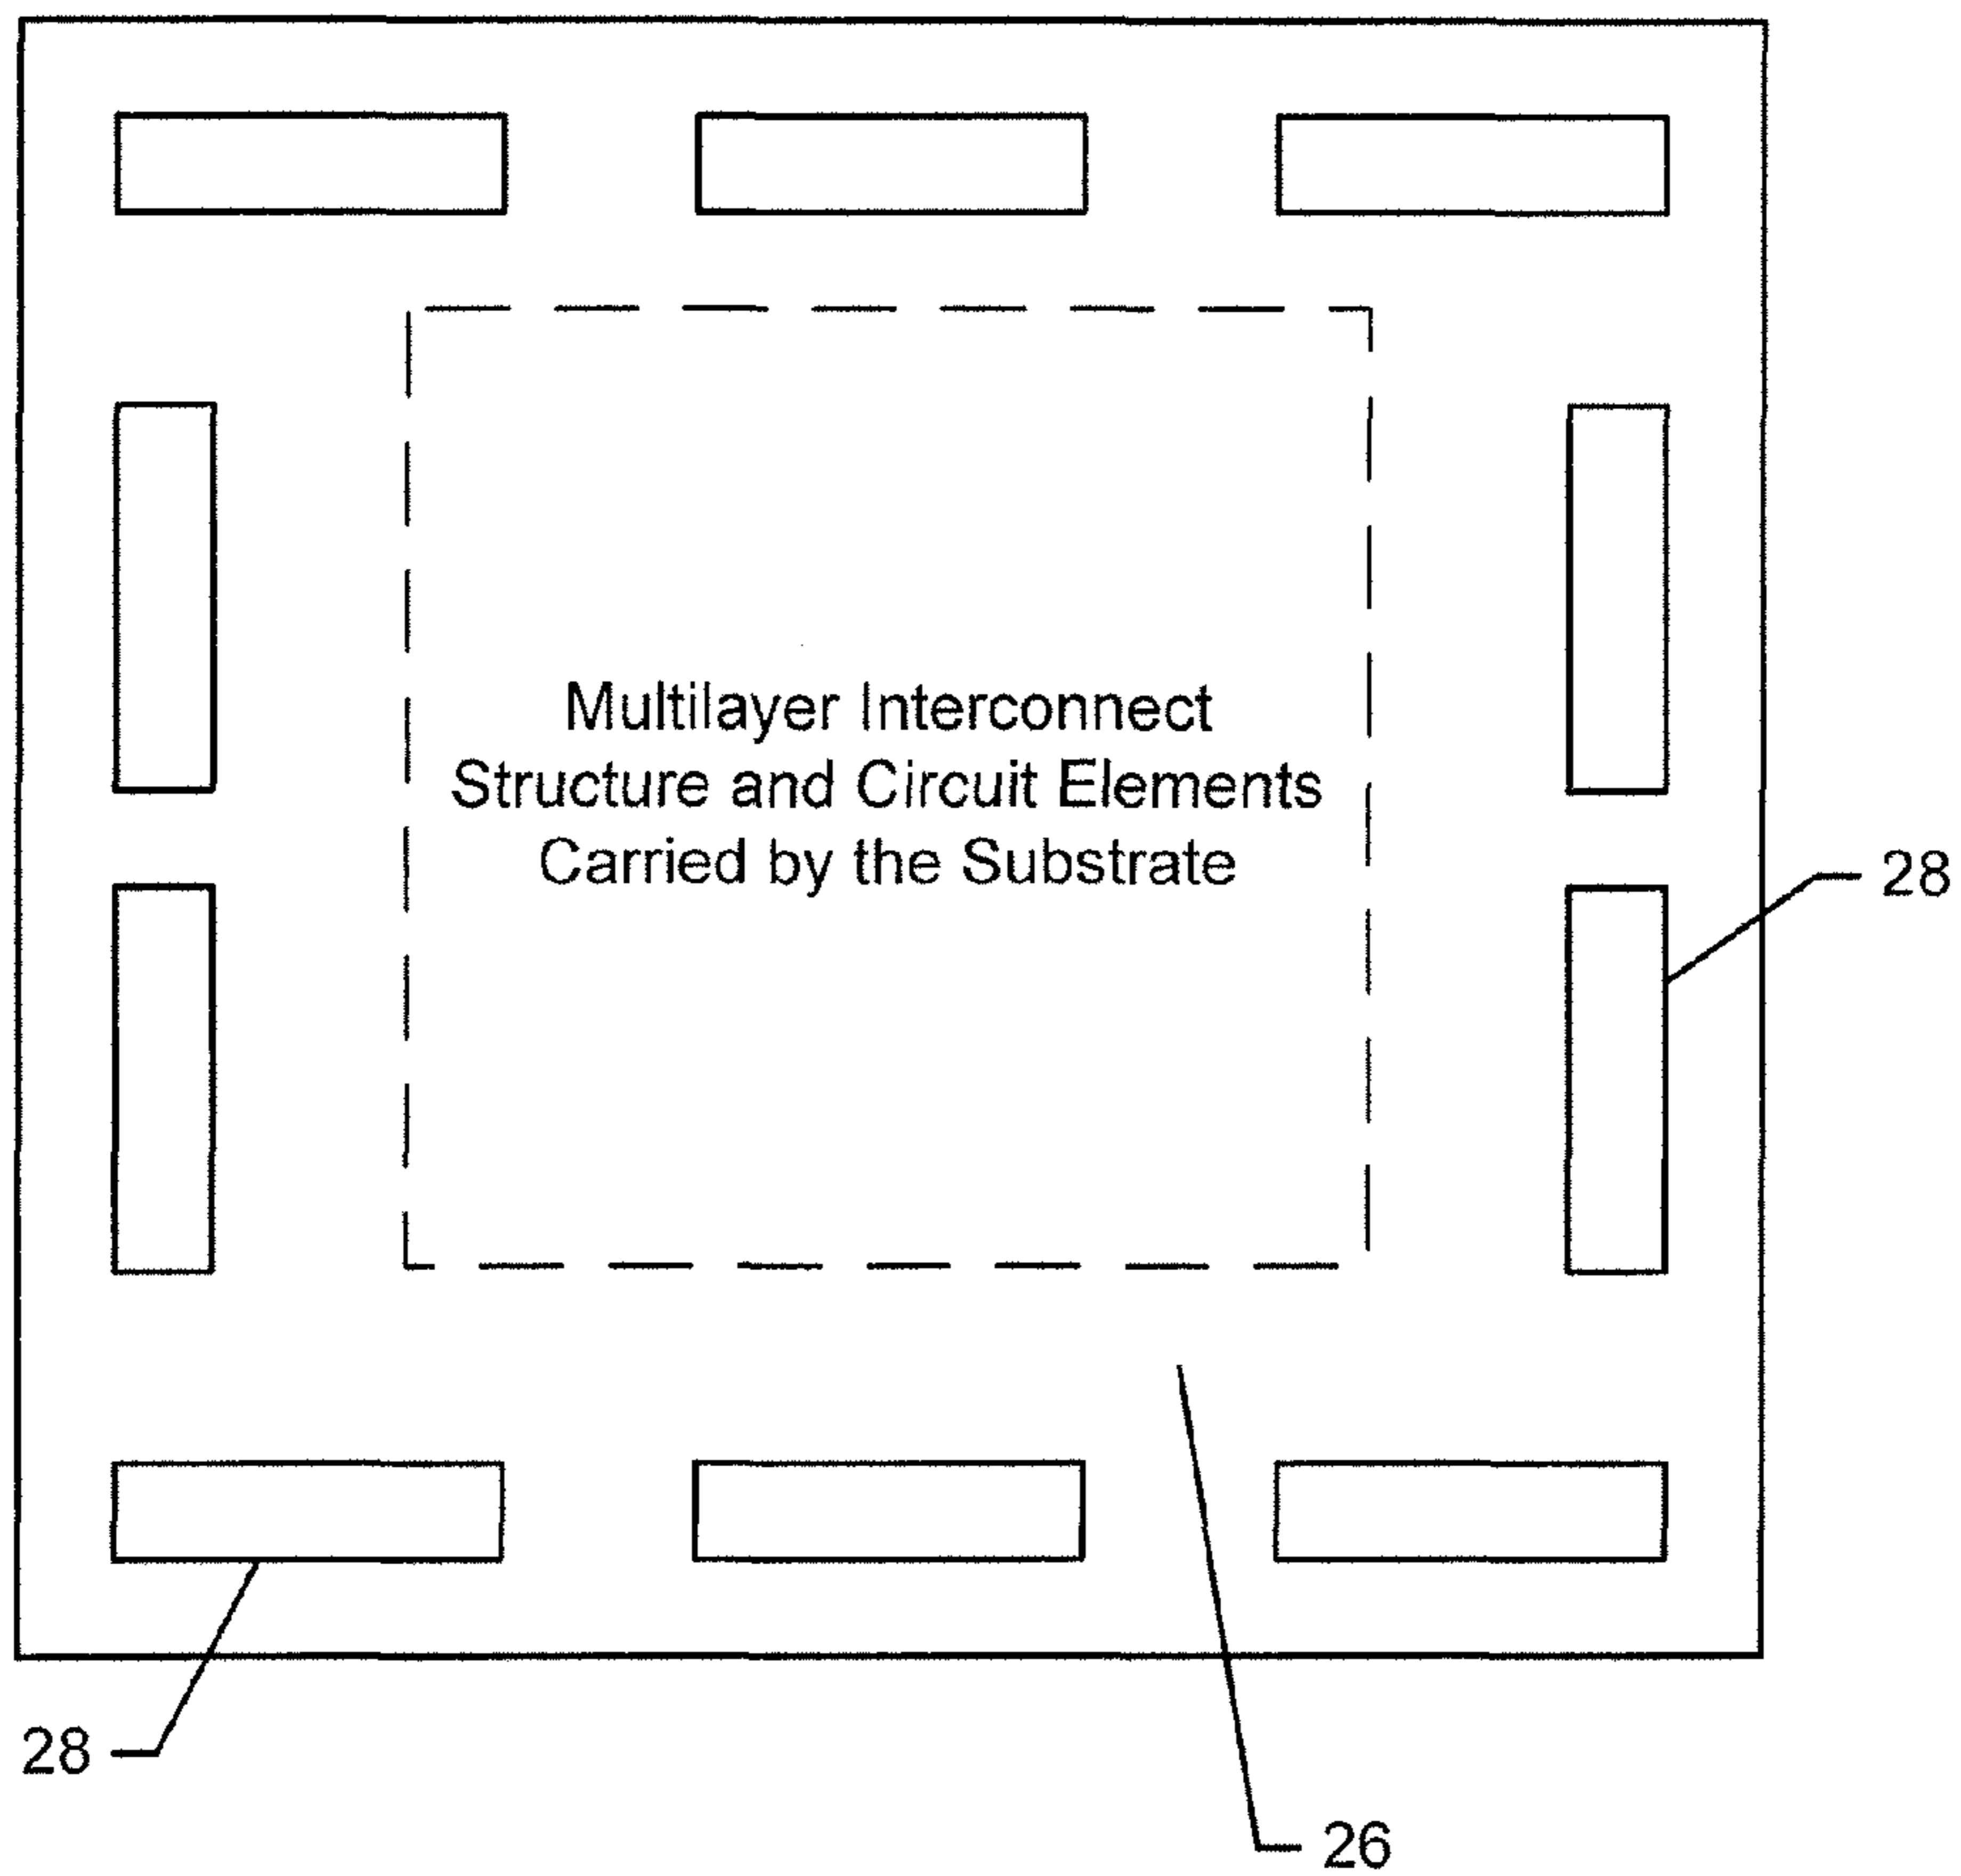 Multilayer Interconnect
Structure and Circuit Elements
Carried by the Substrate
28
28
26